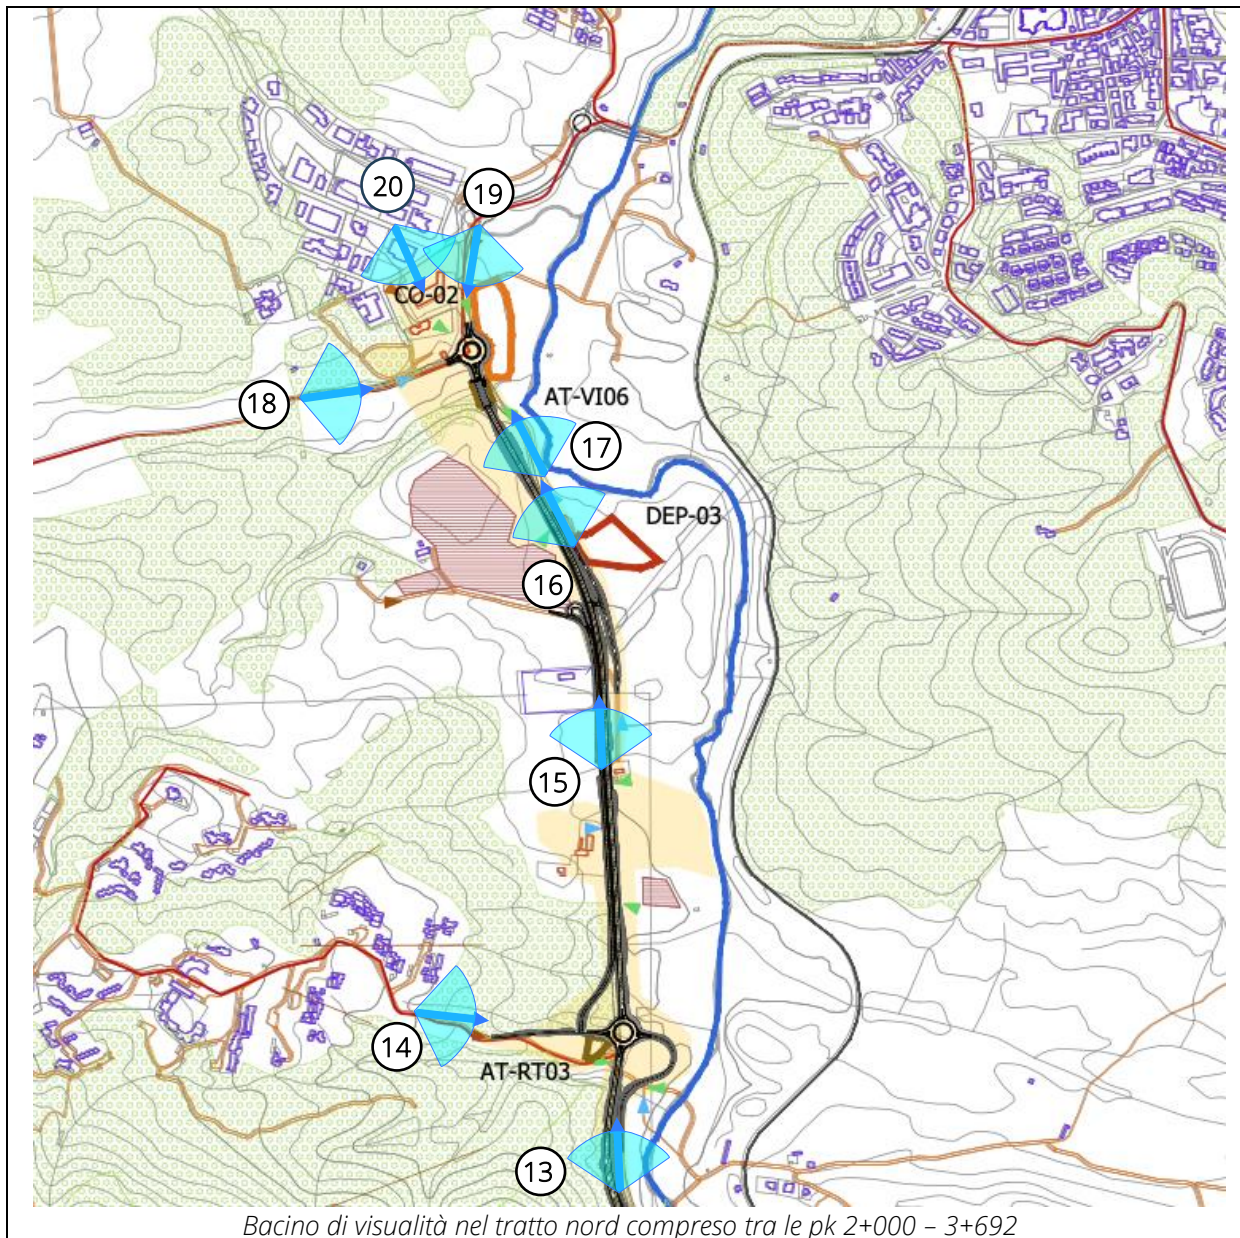 20
19
CO-02
18
AT-VI06
17
DEP-03
16
15
14
AT-RT03
13
Bacino di visualità nel tratto nord compreso tra le pk 2+000 – 3+692